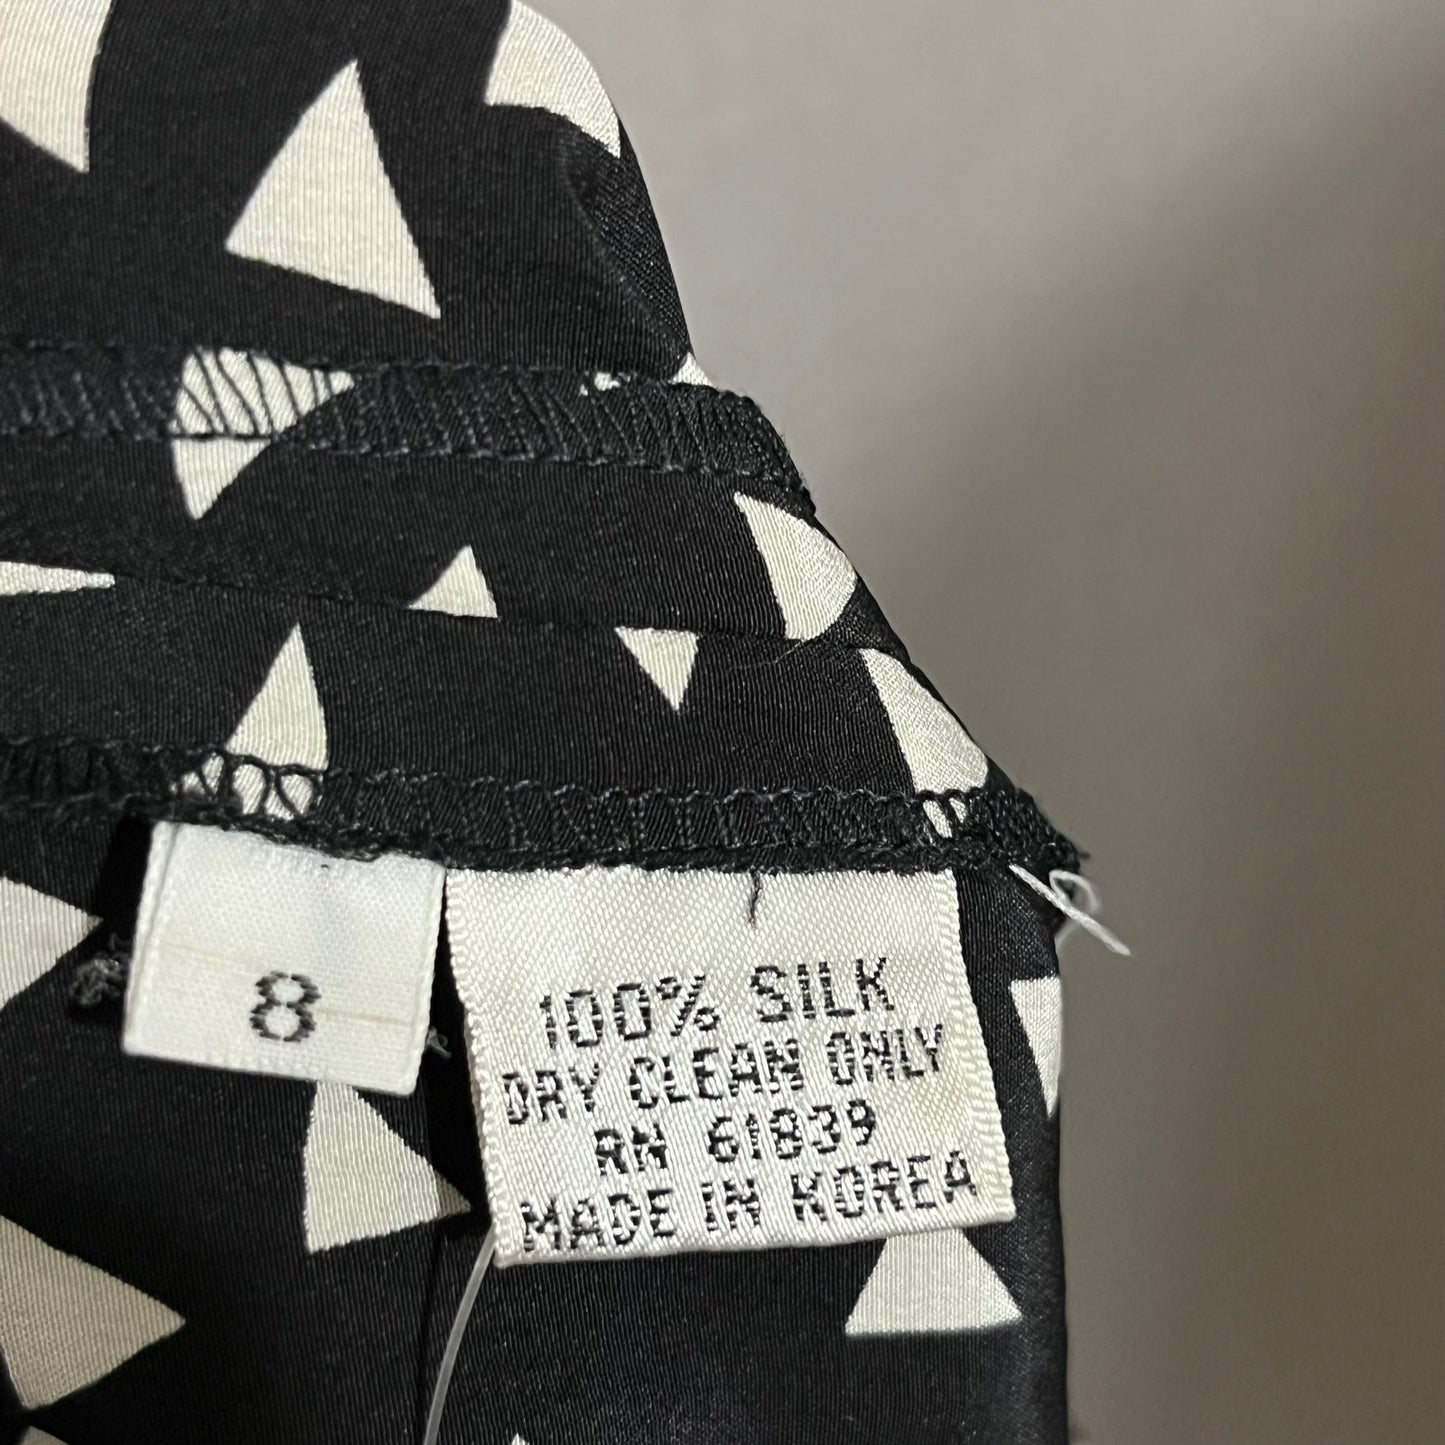 8
100% SILK
DRY CLEAN ONLY
RN 61839
MADE IN KOREA